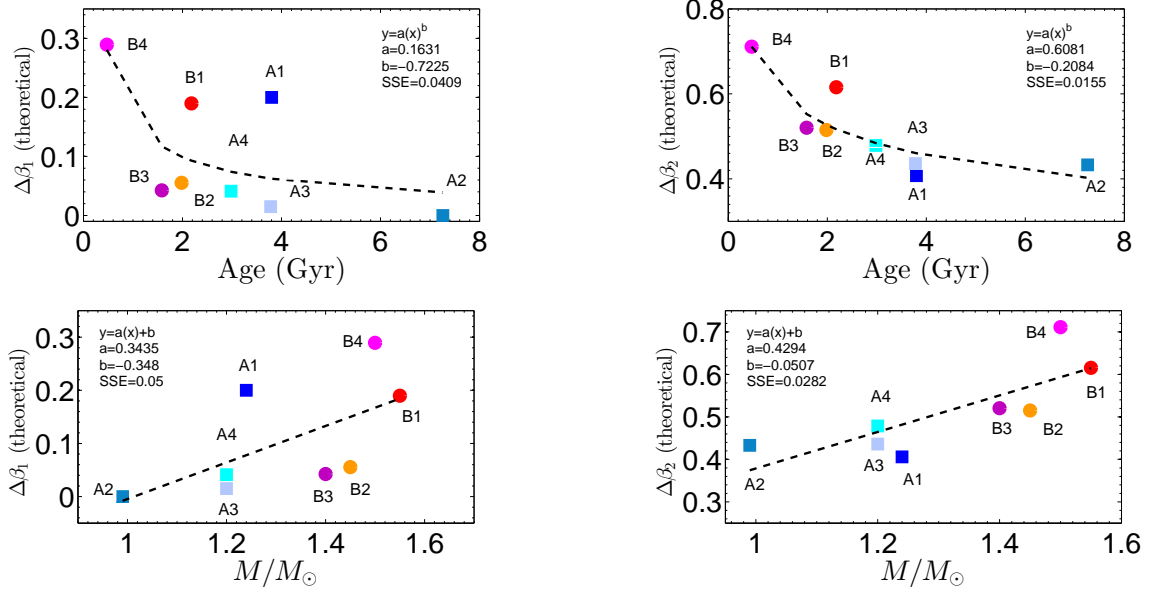 y=a(x)^b
a=0.1631
b=−0.7225
SSE=0.0409
B4
B1
A1
A4
B3
B2
A3
A2
0.3
0.2
0.1
0
0 2 4 6 8
Δβ₁ (theoretical)
Age (Gyr)
y=a(x)^b
a=0.6081
b=−0.2084
SSE=0.0155
B4
B1
A3
B3
B2
A4
A1
A2
0.8
0.6
0.4
0 2 4 6 8
Δβ₂ (theoretical)
Age (Gyr)
y=a(x)+b
a=0.3435
b=−0.348
SSE=0.05
B4
A1
B1
A4
A2
A3
B3
B2
0.3
0.2
0.1
0
1 1.2 1.4 1.6
Δβ₁ (theoretical)
M/M⊙
y=a(x)+b
a=0.4294
b=−0.0507
SSE=0.0282
B4
B1
A4
B3
B2
A3
A1
A2
0.7
0.6
0.5
0.4
0.3
1 1.2 1.4 1.6
Δβ₂ (theoretical)
M/M⊙